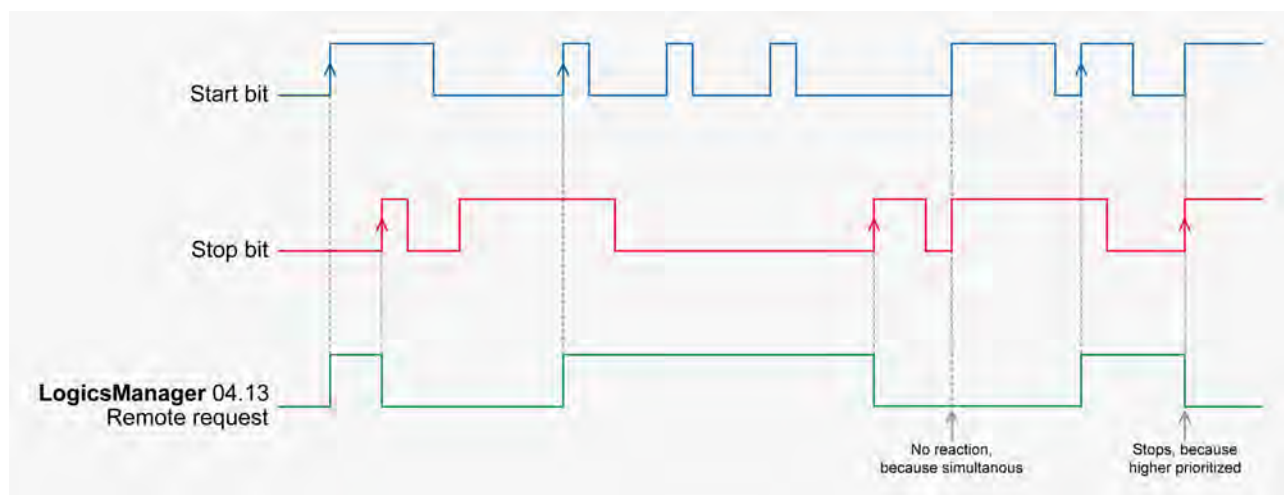 Start bit
Stop bit
LogicsManager 04.13
Remote request
No reaction,
because simultanous
Stops, because
higher prioritized